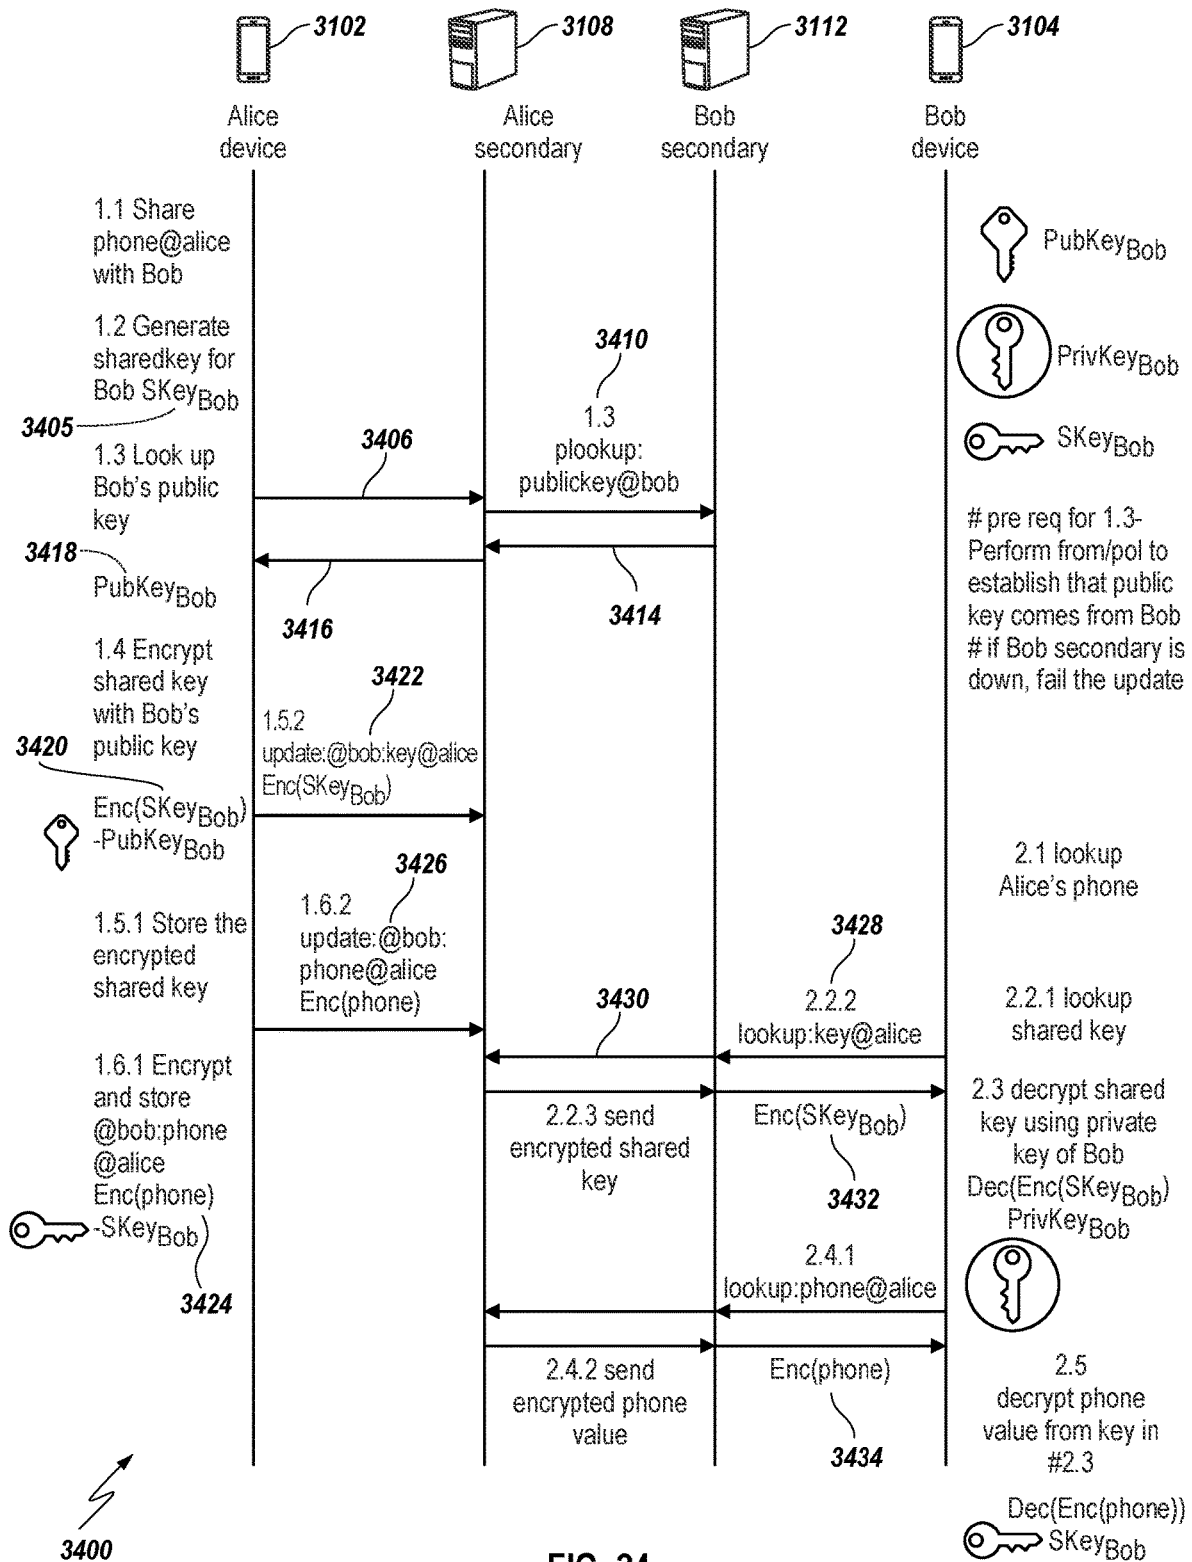 3102
3108
3112
3104
Alice
device
Alice
secondary
Bob
secondary
Bob
device
1.1 Share
phone@alice
with Bob
1.2 Generate
sharedkey for
Bob SKeyBob
3405
1.3 Look up
Bob's public
key
3418
PubKeyBob
1.4 Encrypt
shared key
with Bob's
public key
3420
Enc(SKeyBob)
-PubKeyBob
1.5.1 Store the
encrypted
shared key
1.6.1 Encrypt
and store
@bob:phone
@alice
Enc(phone)
-SKeyBob
3424
3400
3406
3416
3422
1.5.2
update:@bob:key@alice
Enc(SKeyBob)
3426
1.6.2
update:@bob:
phone@alice
Enc(phone)
3410
1.3
plookup:
publickey@bob
3414
3430
2.2.3 send
encrypted shared
key
2.4.2 send
encrypted phone
value
3428
2.2.2
lookup:key@alice
Enc(SKeyBob)
3432
2.4.1
lookup:phone@alice
Enc(phone)
3434
PubKeyBob
PrivKeyBob
SKeyBob
# pre req for 1.3-
Perform from/pol to
establish that public
key comes from Bob
# if Bob secondary is
down, fail the update
2.1 lookup
Alice's phone
2.2.1 lookup
shared key
2.3 decrypt shared
key using private
key of Bob
Dec(Enc(SKeyBob)
PrivKeyBob
2.5
decrypt phone
value from key in
#2.3
Dec(Enc(phone))
SKeyBob